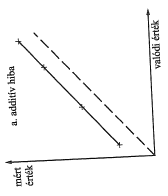 a. additív hiba
mért
érték
valódi érték